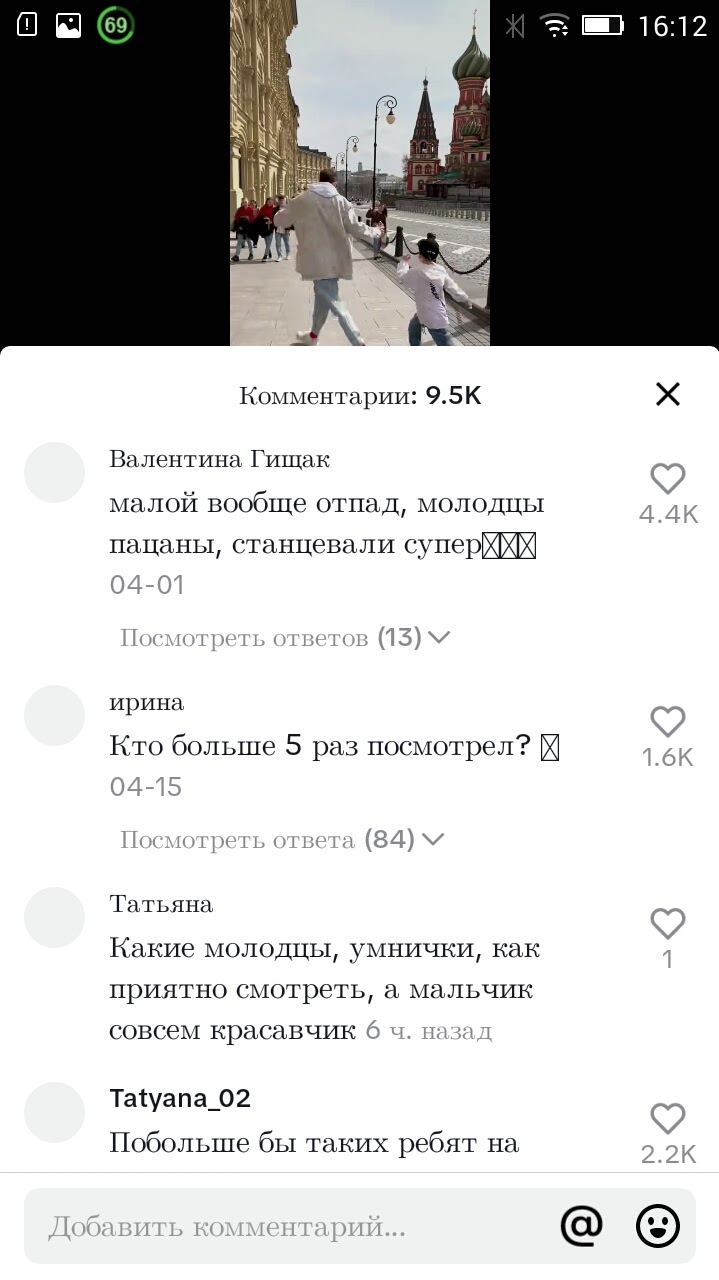 69
16:12
Комментарии: 9.5K
Валентина Гищак
малой вообще отпад, молодцы
пацаны, станцевали супер
4.4K
04-01
Посмотреть ответов (13)
ирина
Кто больше 5 раз посмотрел?
1.6K
04-15
Посмотреть ответа (84)
Татьяна
Какие молодцы, умнички, как
приятно смотреть, а мальчик
совсем красавчик 6 ч. назад
1
Tatyana_02
Побольше бы таких ребят на
2.2K
Добавить комментарий...
@